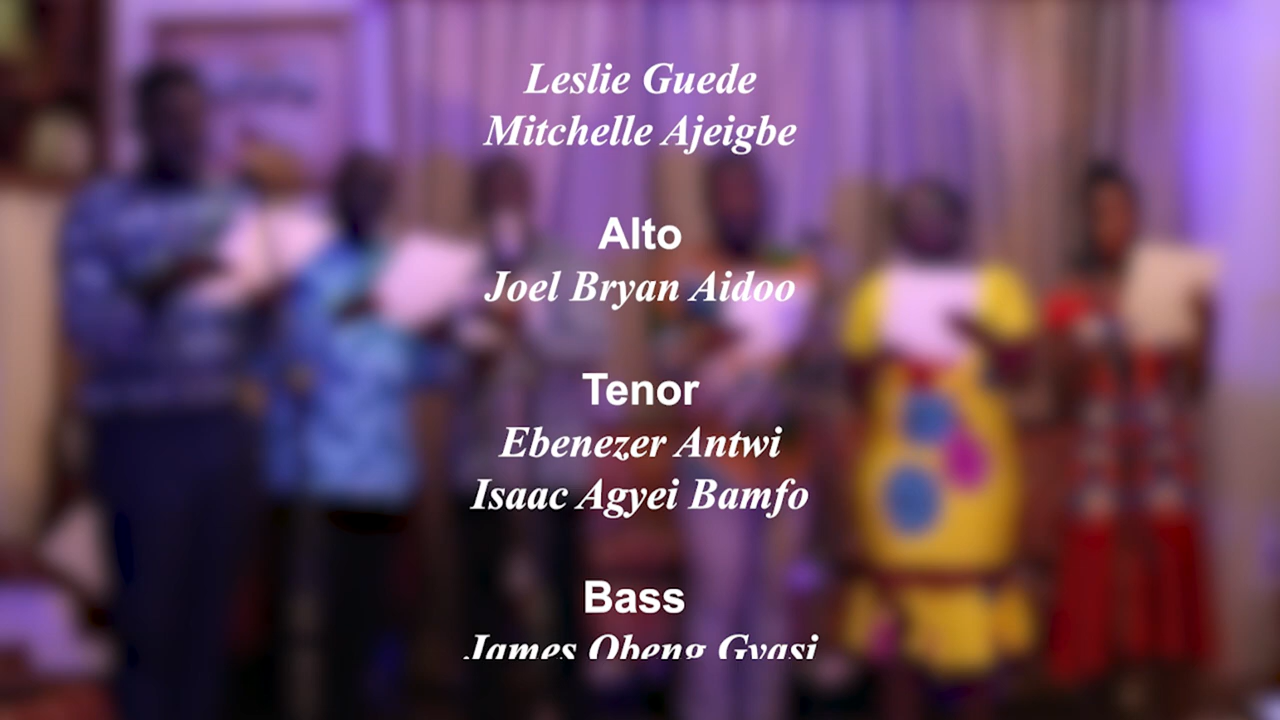 Leslie Guede
Mitchelle Ajeigbe
Alto
Joel Bryan Aidoo
Tenor
Ebenezer Antwi
Isaac Agyei Bamfo
Bass
James Obeng Gyasi